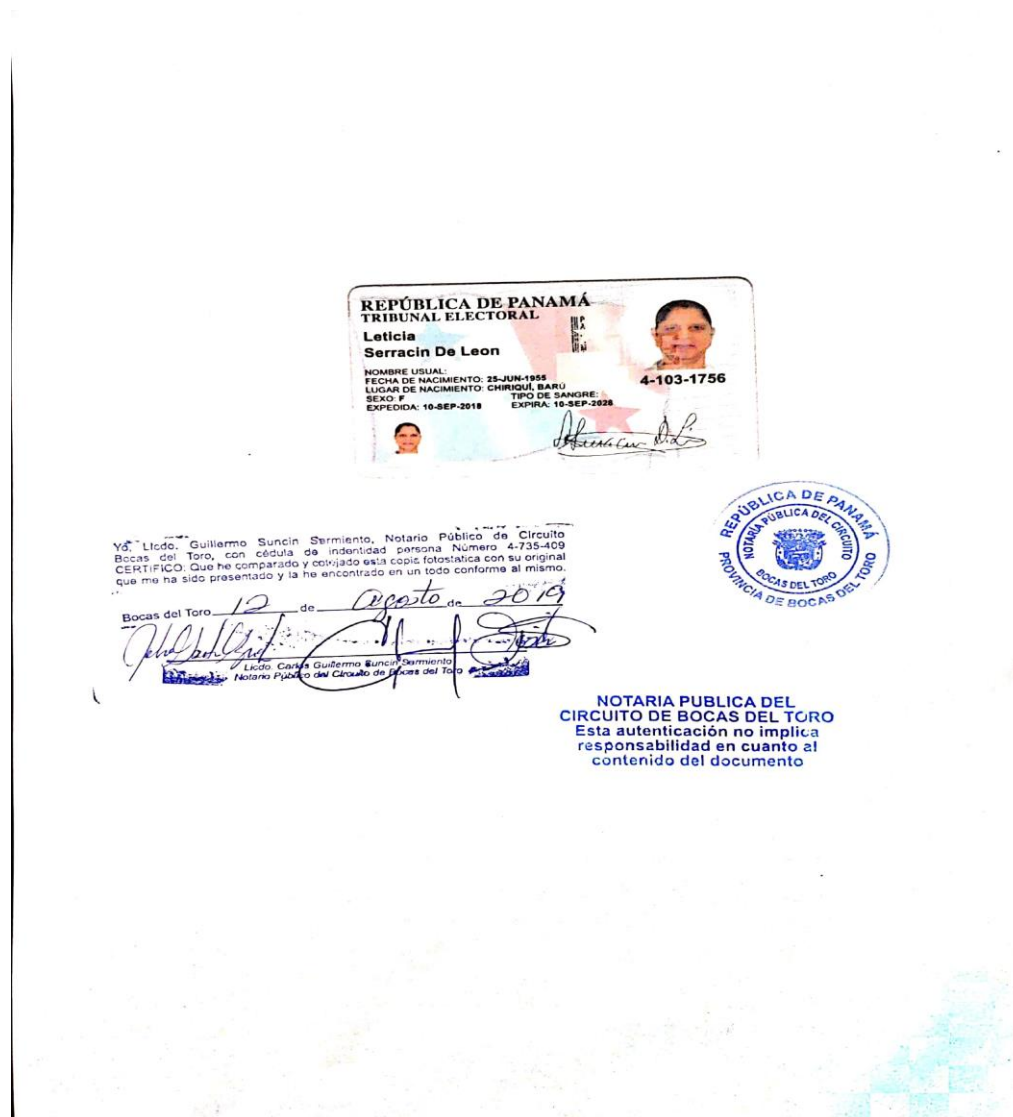 REPÚBLICA DE PANAMÁ
TRIBUNAL ELECTORAL
Leticia
Serracin De Leon
NOMBRE USUAL:
FECHA DE NACIMIENTO: 25-JUN-1955
LUGAR DE NACIMIENTO: CHIRIQUÍ, BARÚ
SEXO: F TIPO DE SANGRE:
EXPEDIDA: 10-SEP-2018 EXPIRA: 10-SEP-2028
4-103-1756
REPÚBLICA DE PANAMÁ
NOTARIA PÚBLICA DEL CIRCUITO
BOCAS DEL TORO
PROVINCIA DE BOCAS DEL TORO
Yo, Licdo. Guillermo Suncin Sermiento, Notario Público de Circuito
Bocas del Toro, con cédula de indentidad persona Número 4-735-409
CERTIFICO: Que he comparado y cotejado esta copia fotostatica con su original
que me ha sido presentado y la he encontrado en un todo conforme al mismo.
Bocas del Toro 12 de agosto de 2019
Licdo. Carlos Guillermo Suncin Sermiento
Notario Público del Circuito de Bocas del Toro
NOTARIA PUBLICA DEL
CIRCUITO DE BOCAS DEL TORO
Esta autenticación no implica
responsabilidad en cuanto al
contenido del documento